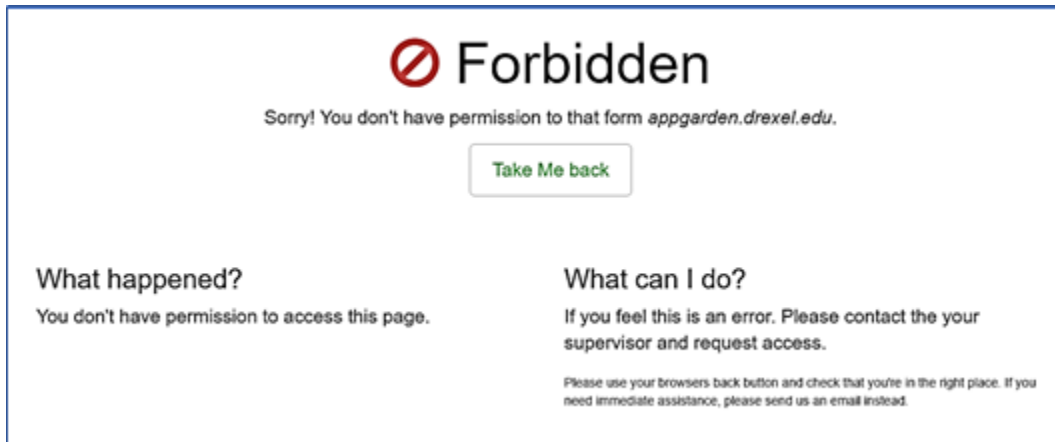 Forbidden
Sorry! You don't have permission to that form appgarden.drexel.edu.
Take Me back
What happened?
You don't have permission to access this page.
What can I do?
If you feel this is an error. Please contact the your
supervisor and request access.
Please use your browsers back button and check that you're in the right place. If you
need immediate assistance, please send us an email instead.